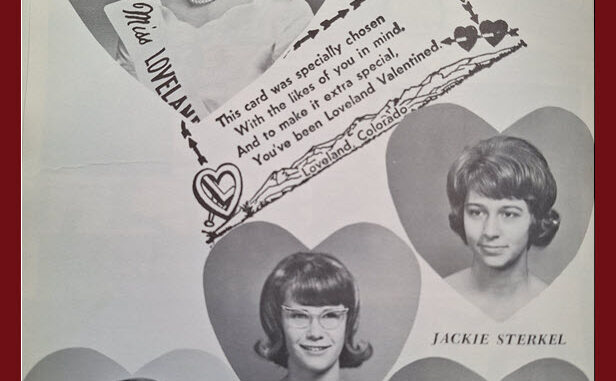 Miss LOVELAND
This card was specially chosen
With the likes of you in mind,
And to make it extra special,
You've been Loveland Valentined.
Loveland, Colorado
JACKIE STERKEL